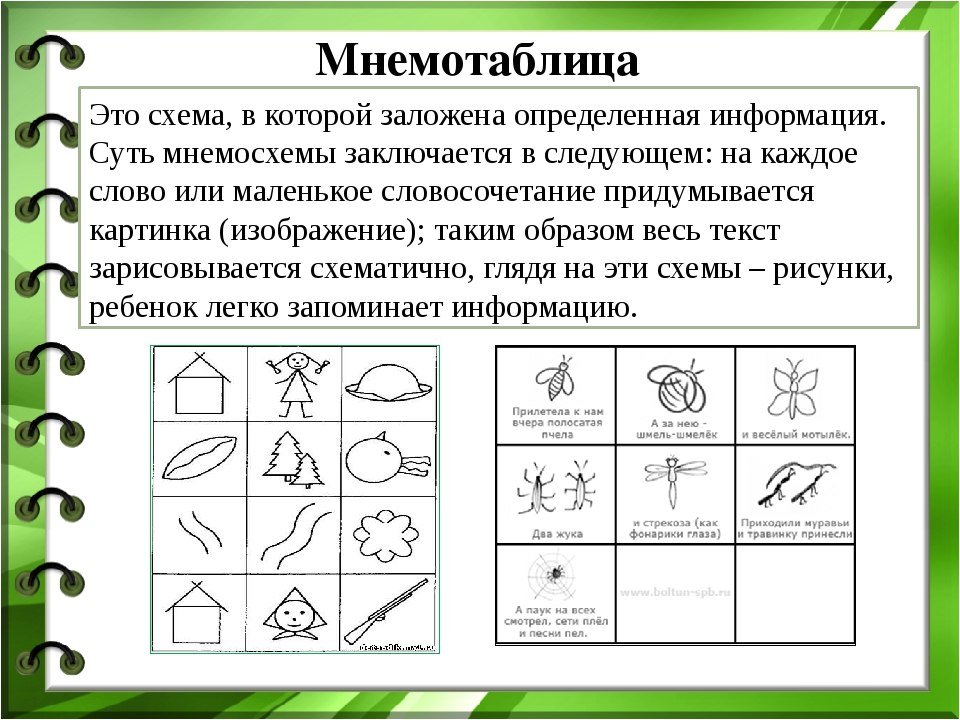 Мнемотаблица
Это схема, в которой заложена определенная информация.
Суть мнемосхемы заключается в следующем: на каждое
слово или маленькое словосочетание придумывается
картинка (изображение); таким образом весь текст
зарисовывается схематично, глядя на эти схемы – рисунки,
ребенок легко запоминает информацию.
Прилетела к нам
вчера полосатая
пчела
А за нею -
шмель-шмелёк
и весёлый мотылёк.
Два жука
и стрекоза (как
фонарики глаза)
Приходили муравьи
и травинку принесли
А паук на всех
смотрел, сети плёл
и песни пел.
www.boltun-spb.ru